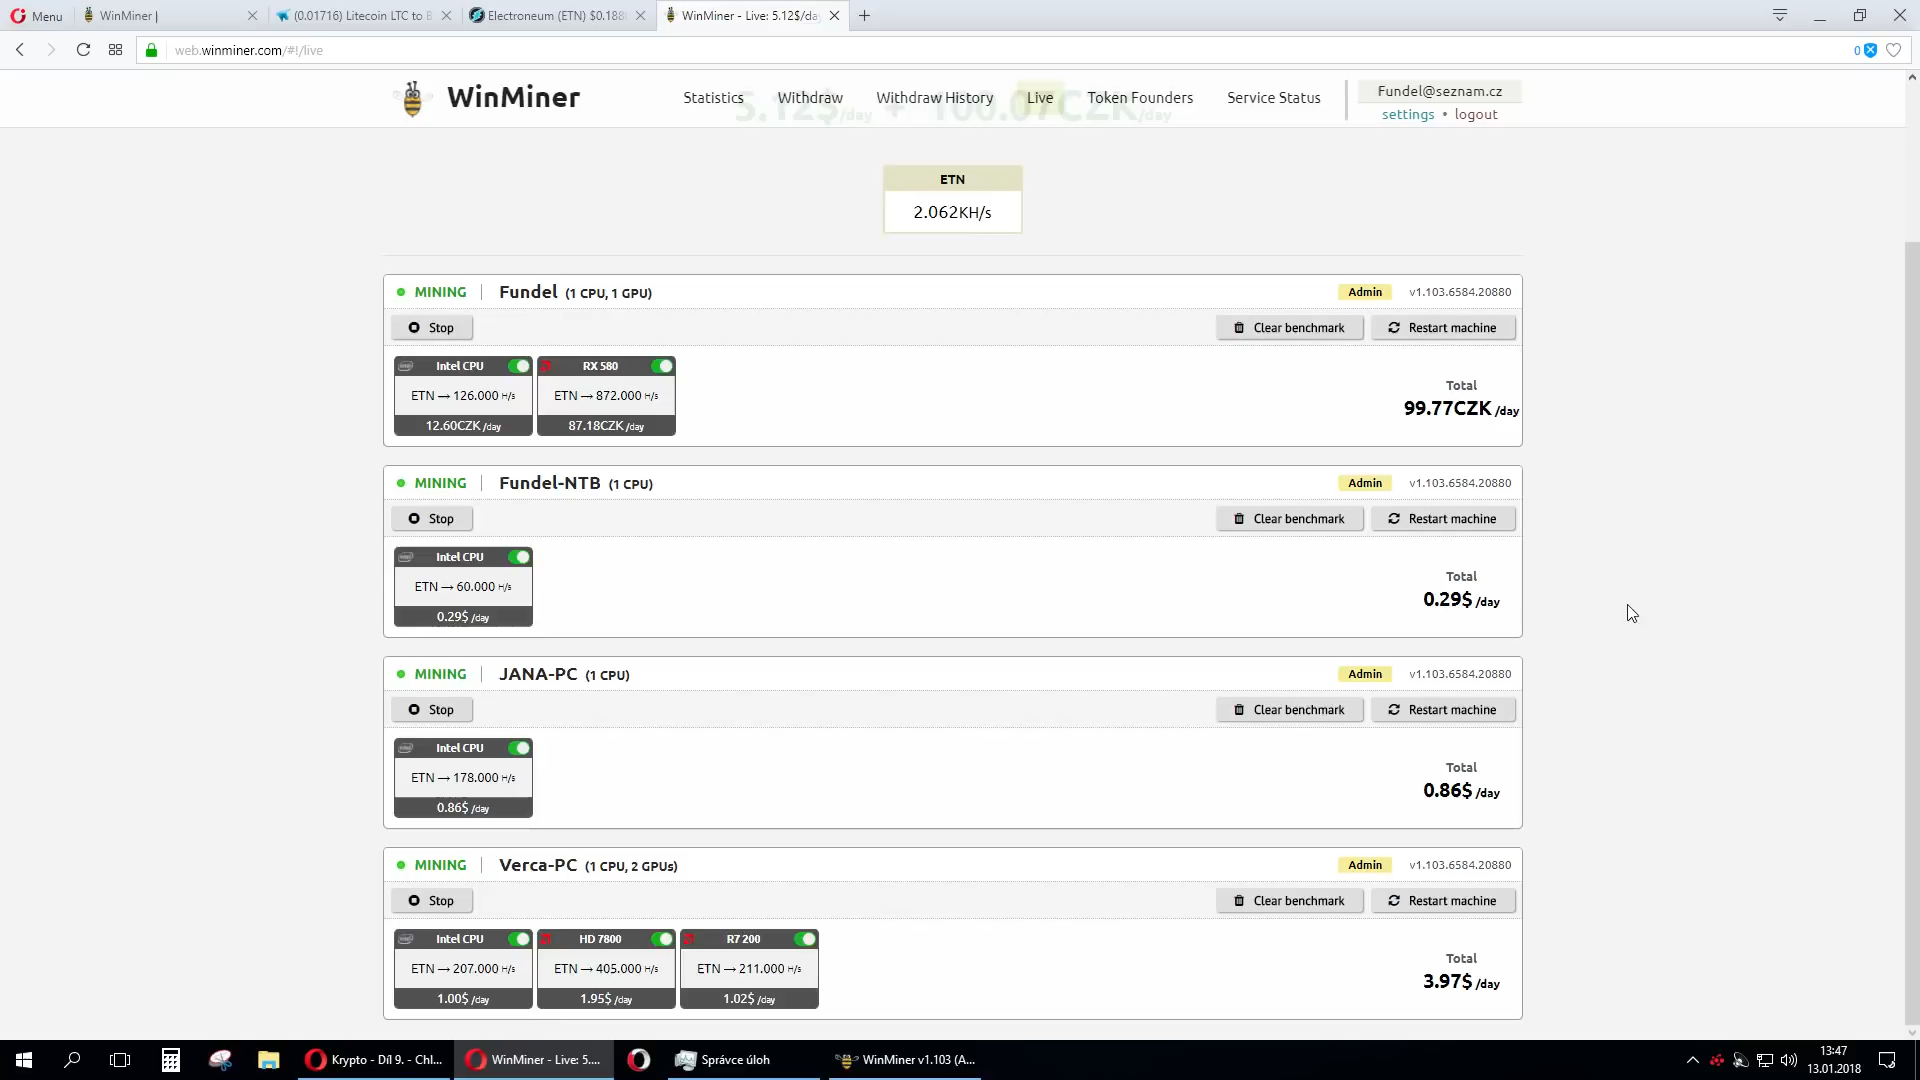 Menu
WinMiner |
(0.01716) Litecoin LTC to B
Electroneum (ETN) $0.188
WinMiner - Live: 5.12$/day
web.winminer.com/#!/live
0
WinMiner
Statistics
Withdraw
Withdraw History
Live
Token Founders
Service Status
Fundel@seznam.cz
settings • logout
5.12$/day + 100.07CZK/day
ETN
2.062KH/s
MINING
Fundel (1 CPU, 1 GPU)
Admin
v1.103.6584.20880
Stop
Clear benchmark
Restart machine
Intel CPU
RX 580
ETN → 126.000 H/s
ETN → 872.000 H/s
12.60CZK /day
87.18CZK /day
Total
99.77CZK /day
MINING
Fundel-NTB (1 CPU)
Admin
v1.103.6584.20880
Stop
Clear benchmark
Restart machine
Intel CPU
ETN → 60.000 H/s
0.29$ /day
Total
0.29$ /day
MINING
JANA-PC (1 CPU)
Admin
v1.103.6584.20880
Stop
Clear benchmark
Restart machine
Intel CPU
ETN → 178.000 H/s
0.86$ /day
Total
0.86$ /day
MINING
Verca-PC (1 CPU, 2 GPUs)
Admin
v1.103.6584.20880
Stop
Clear benchmark
Restart machine
Intel CPU
HD 7800
R7 200
ETN → 207.000 H/s
ETN → 405.000 H/s
ETN → 211.000 H/s
1.00$ /day
1.95$ /day
1.02$ /day
Total
3.97$ /day
Krypto - Díl 9. - Chl...
WinMiner - Live: 5....
Správce úloh
WinMiner v1.103 (A...
13:47
13.01.2018